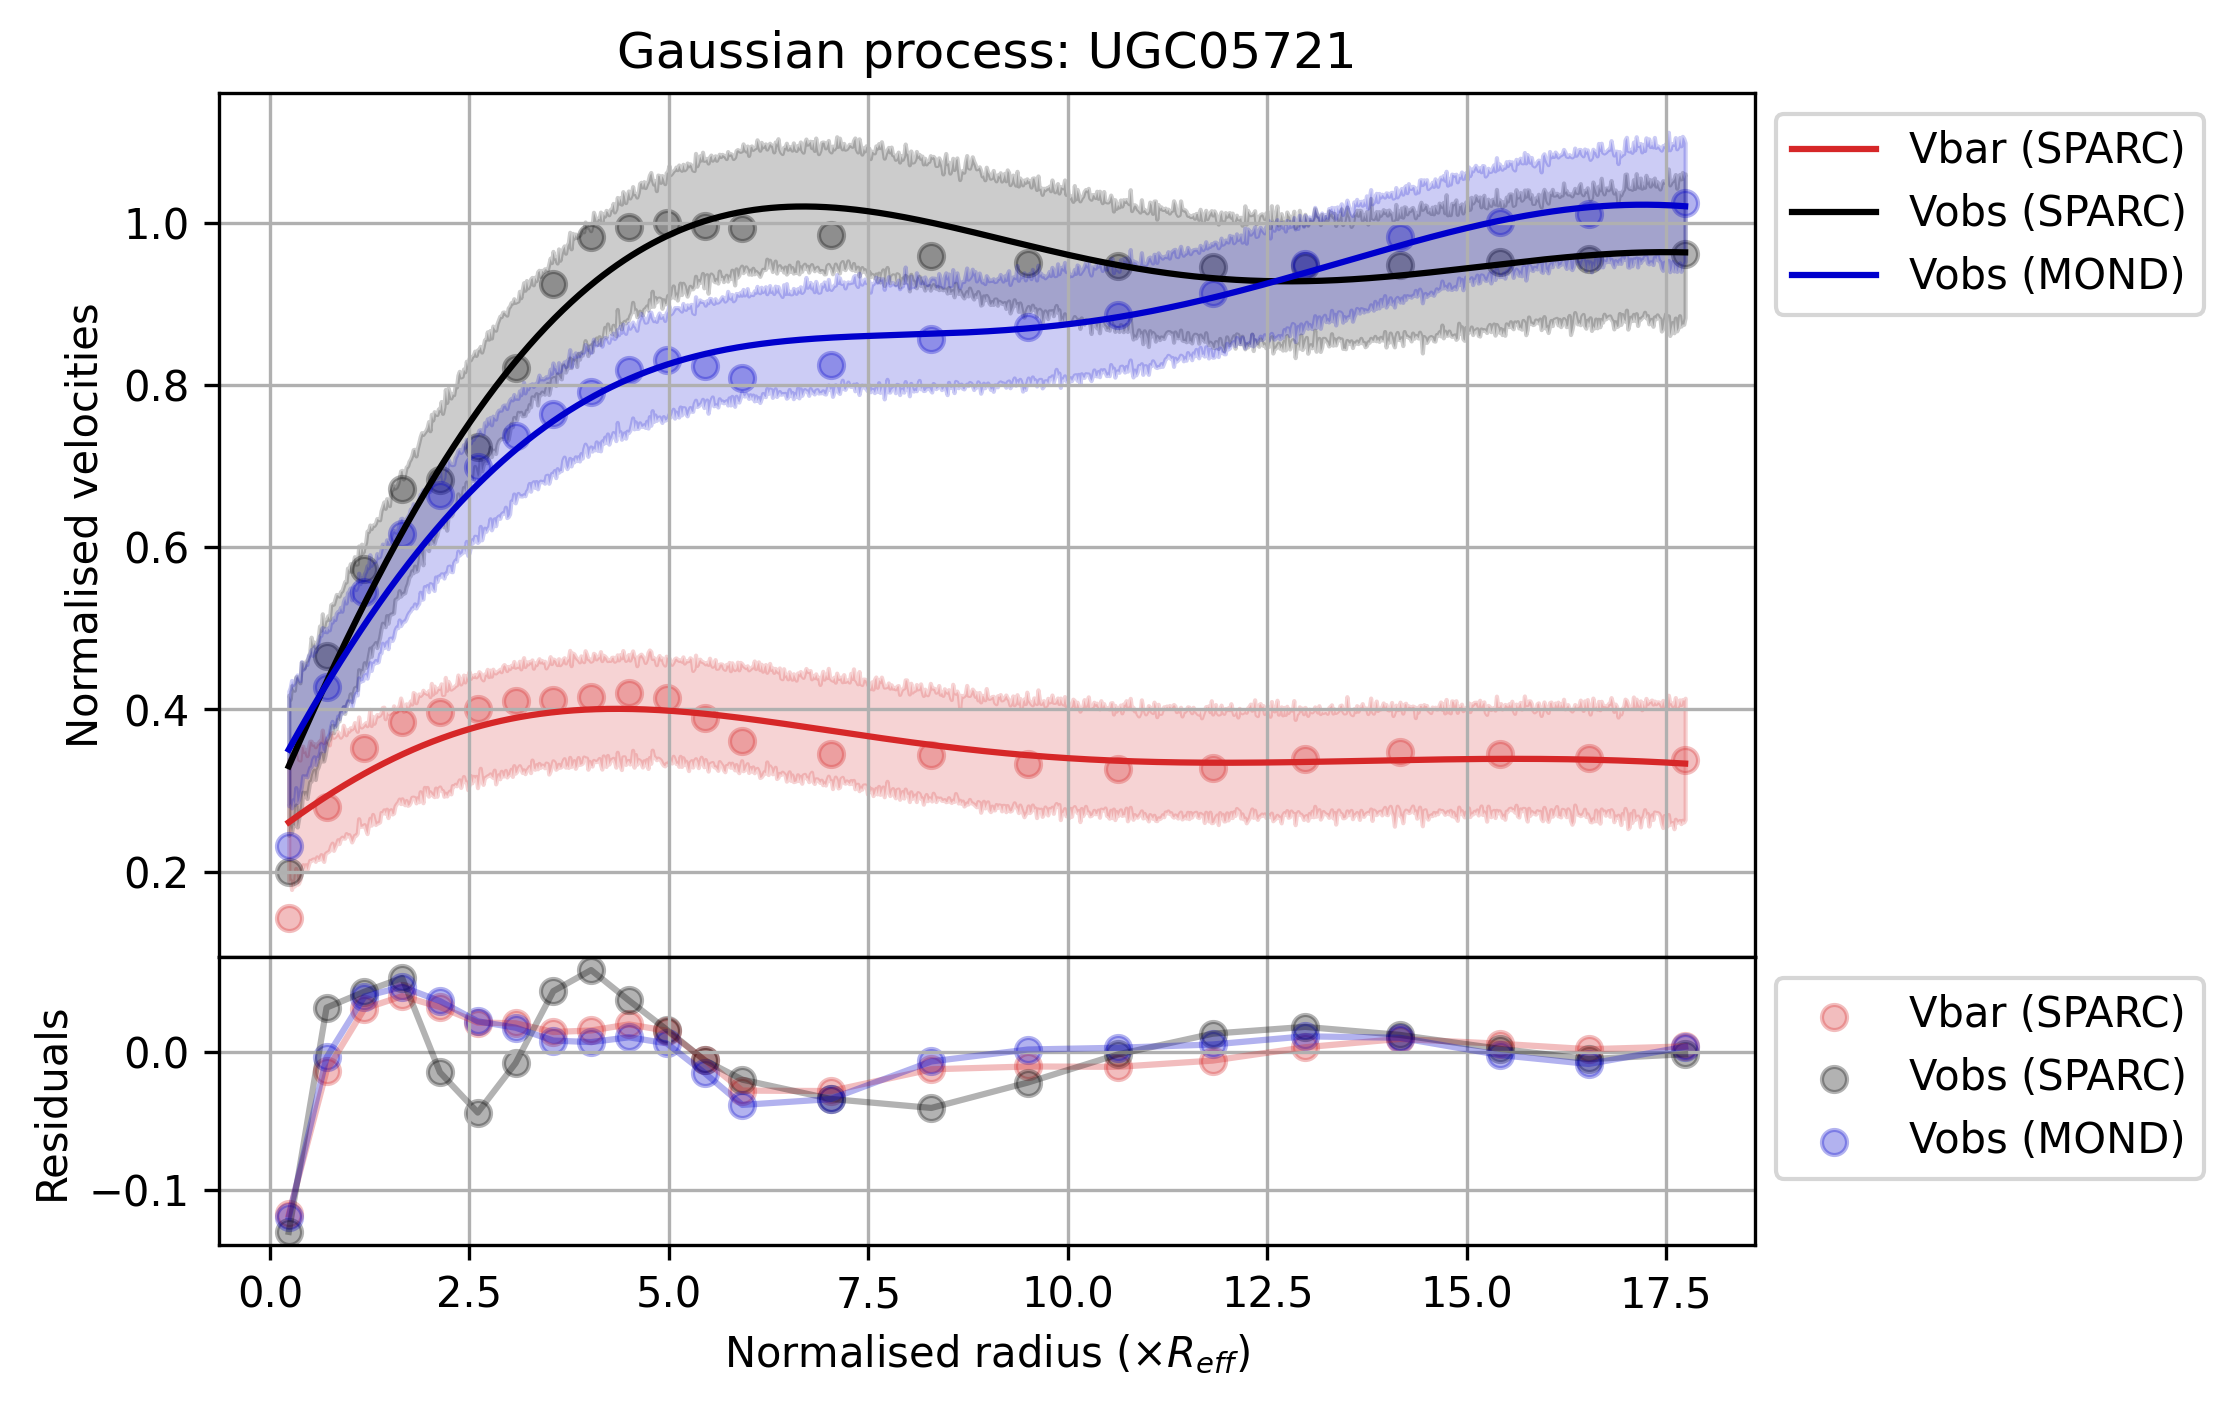 Gaussian process: UGC05721
Normalised velocities
1.0
0.8
0.6
0.4
0.2
Vbar (SPARC)
Vobs (SPARC)
Vobs (MOND)
Residuals
0.0
−0.1
Vbar (SPARC)
Vobs (SPARC)
Vobs (MOND)
0.0 2.5 5.0 7.5 10.0 12.5 15.0 17.5
Normalised radius (×R_eff)